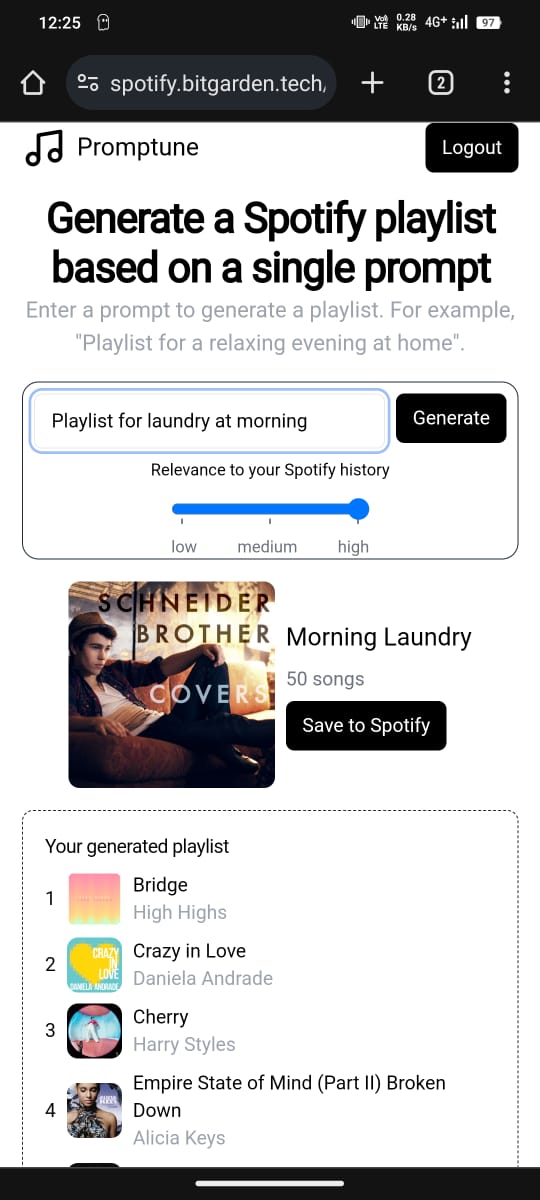 12:25
Vo) LTE
0.28 KB/s
4G+
97
spotify.bitgarden.tech/
2
Promptune
Logout
Generate a Spotify playlist
based on a single prompt
Enter a prompt to generate a playlist. For example,
"Playlist for a relaxing evening at home".
Playlist for laundry at morning
Generate
Relevance to your Spotify history
low medium high
SCHNEIDER
BROTHER
COVERS
Morning Laundry
50 songs
Save to Spotify
Your generated playlist
1
Bridge
High Highs
2
CRAZY
IN
LOVE
DANIELA ANDRADE
Crazy in Love
Daniela Andrade
3
Cherry
Harry Styles
4
Empire State of Mind (Part II) Broken
Down
Alicia Keys